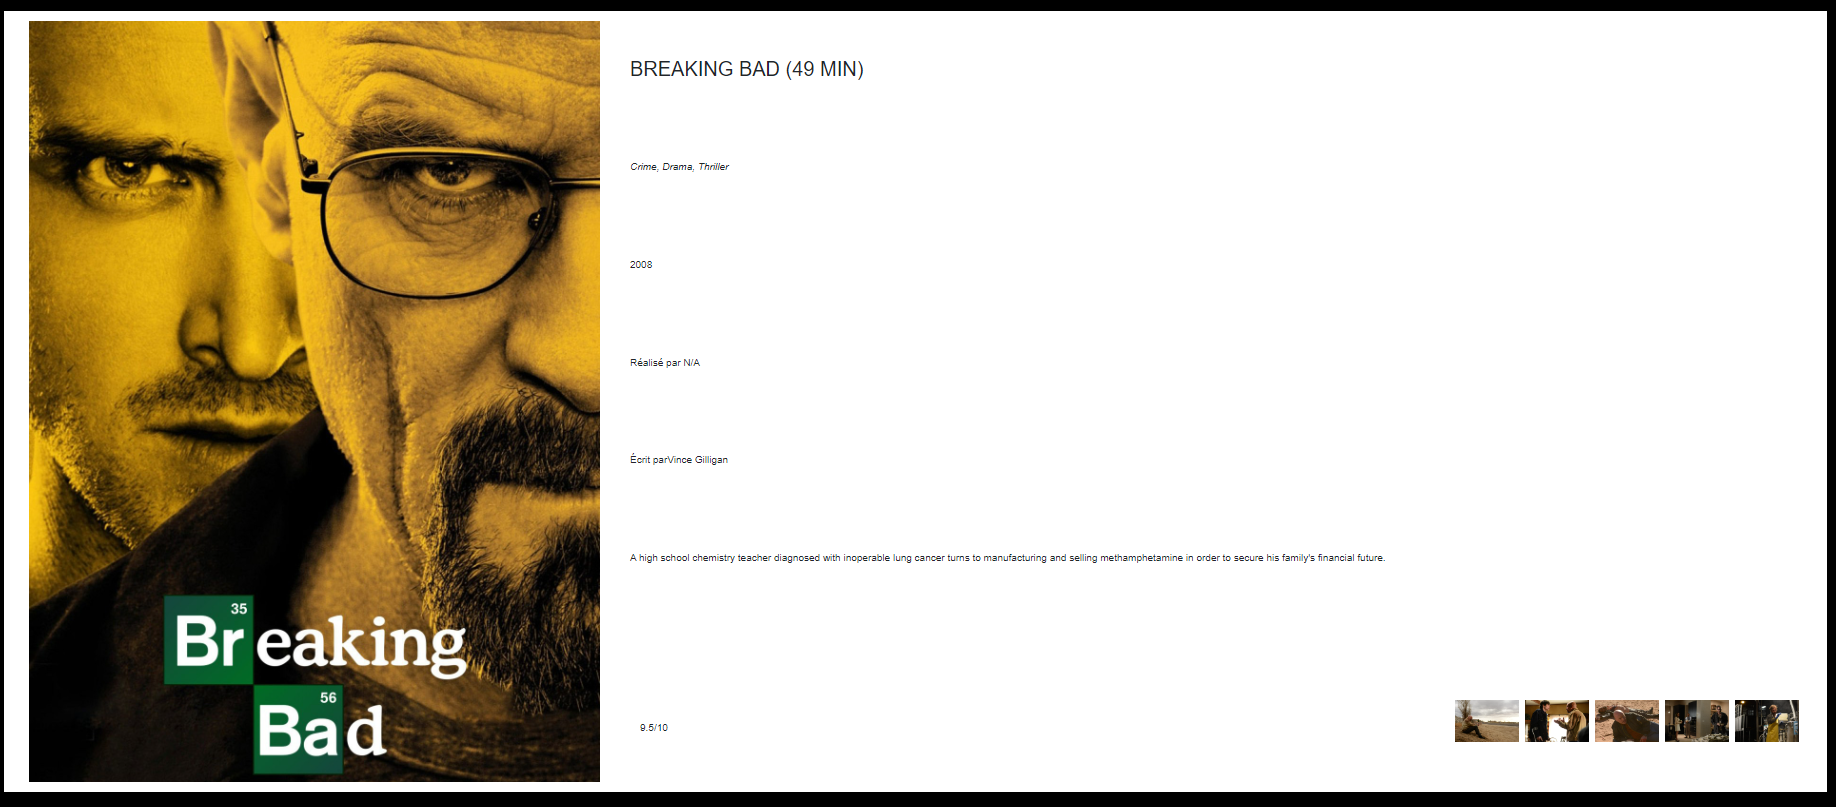 BREAKING BAD (49 MIN)
Crime, Drama, Thriller
2008
Réalisé par N/A
Écrit parVince Gilligan
A high school chemistry teacher diagnosed with inoperable lung cancer turns to manufacturing and selling methamphetamine in order to secure his family's financial future.
35
Breaking
56
Bad
9.5/10